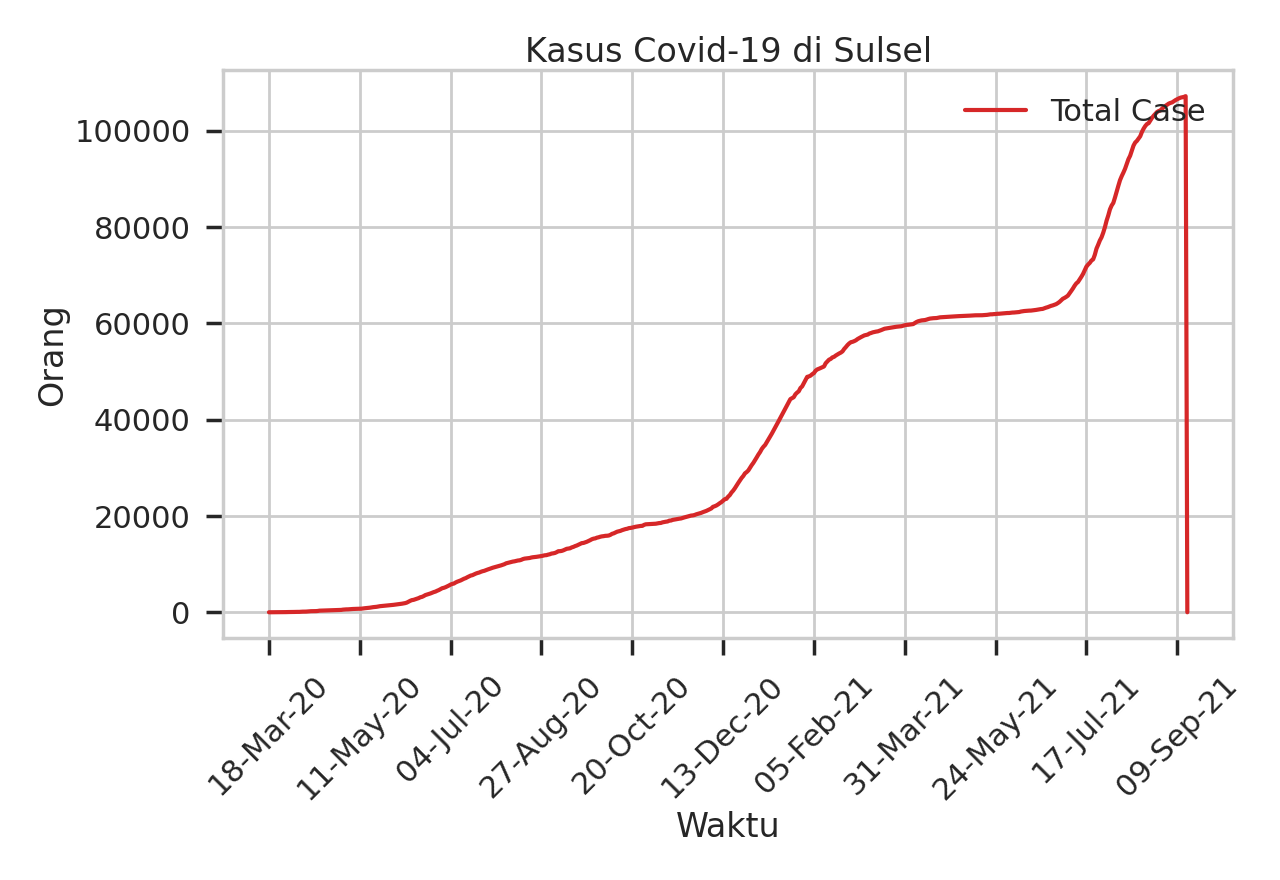 Kasus Covid-19 di Sulsel
Total Case
100000
80000
60000
40000
20000
0
Orang
18-Mar-20
11-May-20
04-Jul-20
27-Aug-20
20-Oct-20
13-Dec-20
05-Feb-21
31-Mar-21
24-May-21
17-Jul-21
09-Sep-21
Waktu